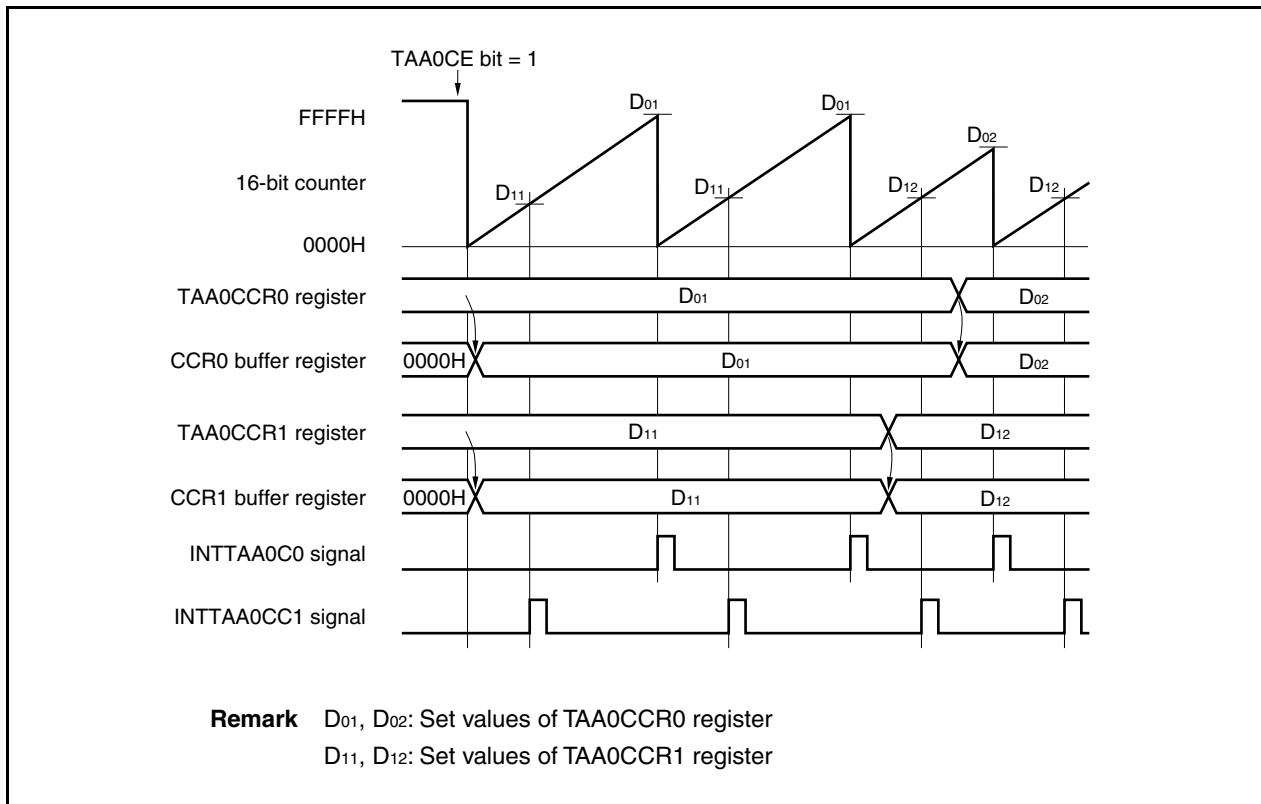 TAA0CE bit = 1
FFFFH
D01
D01
D02
16-bit counter
D11
D11
D12
D12
0000H
TAA0CCR0 register
D01
D02
CCR0 buffer register
0000H
D01
D02
TAA0CCR1 register
D11
D12
CCR1 buffer register
0000H
D11
D12
INTTAA0C0 signal
INTTAA0CC1 signal
Remark D01, D02: Set values of TAA0CCR0 register
D11, D12: Set values of TAA0CCR1 register